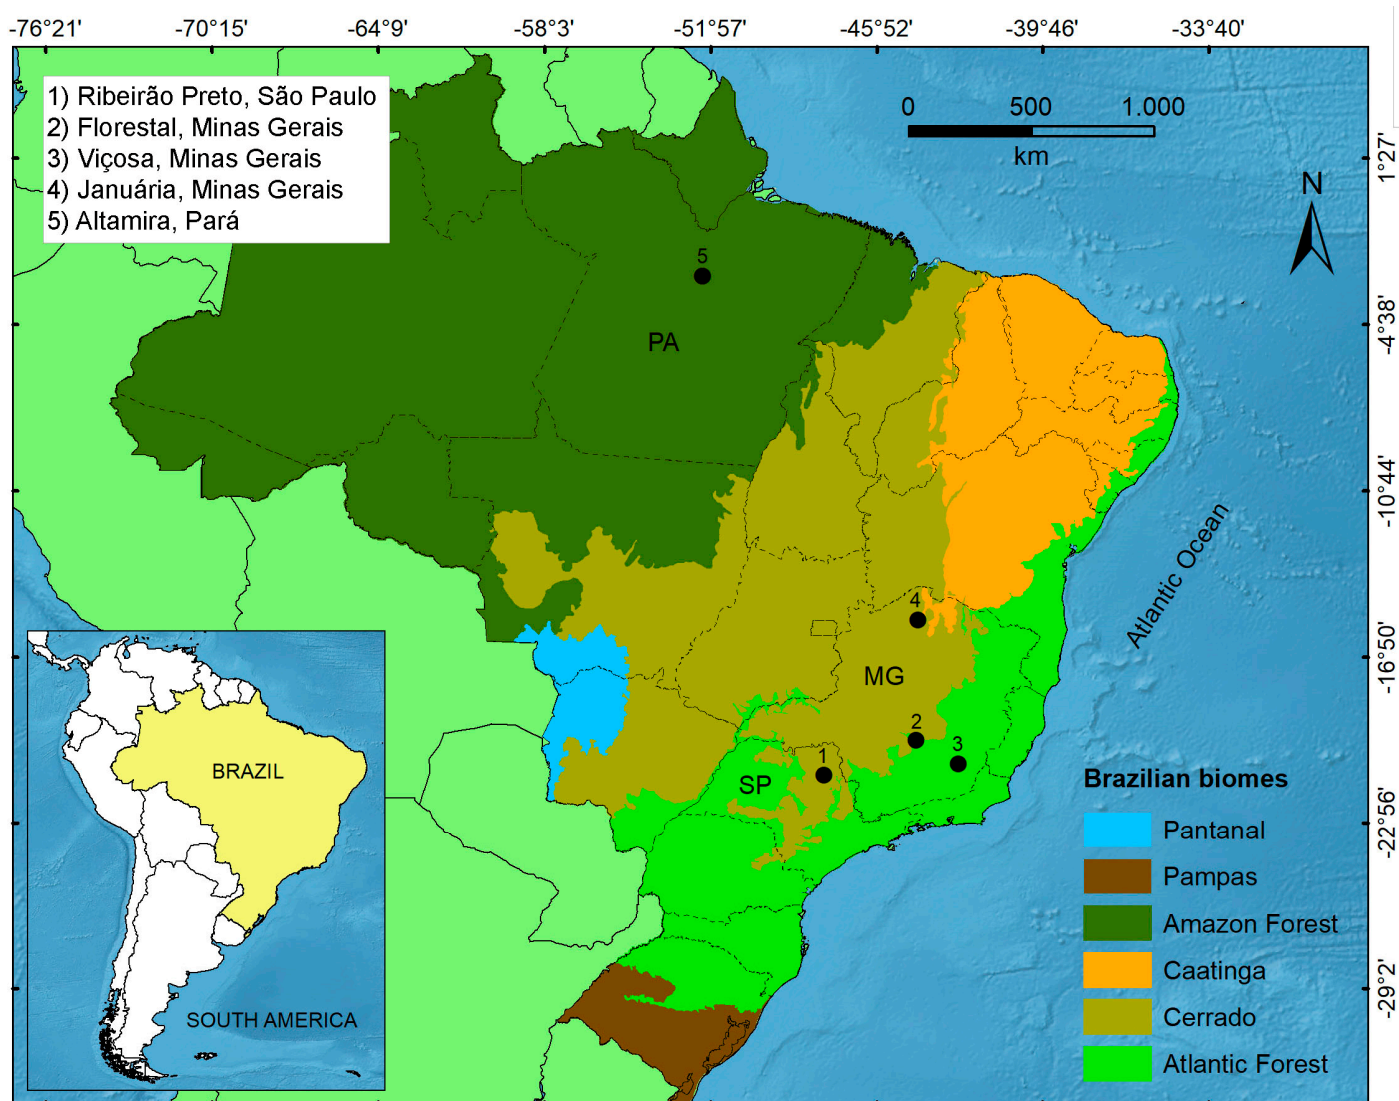 -76°21'
-70°15'
-64°9'
-58°3'
-51°57'
-45°52'
-39°46'
-33°40'
1) Ribeirão Preto, São Paulo
2) Florestal, Minas Gerais
3) Viçosa, Minas Gerais
4) Januária, Minas Gerais
5) Altamira, Pará
0 500 1.000
km
N
1°27'
-4°38'
-10°44'
-16°50'
-22°56'
-29°2'
5
PA
4
MG
2
3
1
SP
Atlantic Ocean
BRAZIL
SOUTH AMERICA
Brazilian biomes
Pantanal
Pampas
Amazon Forest
Caatinga
Cerrado
Atlantic Forest